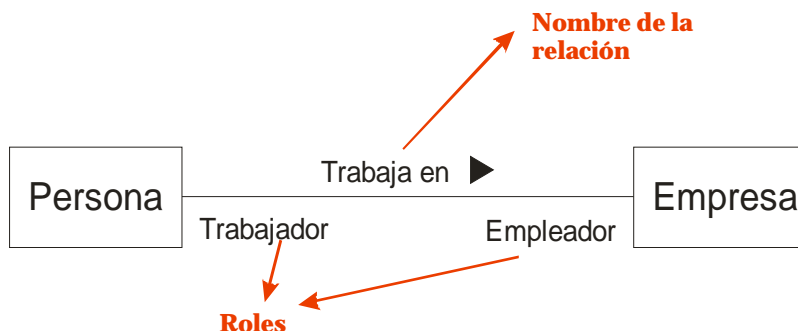 Nombre de la
relación
Trabaja en
Persona
Empresa
Trabajador
Empleador
Roles